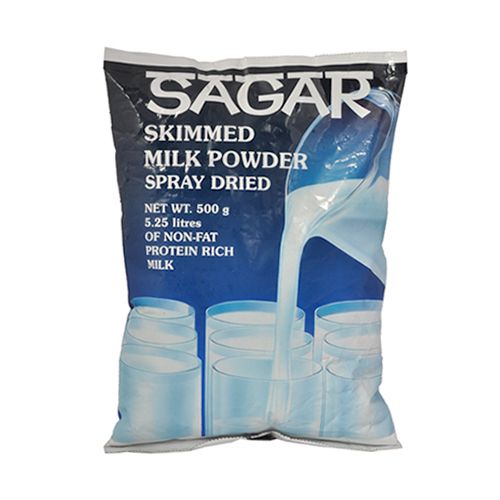 SAGAR
SKIMMED
MILK POWDER
SPRAY DRIED
NET WT. 500 g
5.25 litres
OF NON-FAT
PROTEIN RICH
MILK